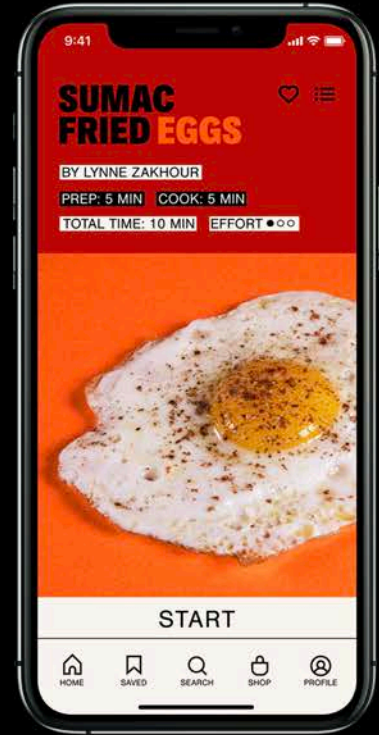 9:41
SUMAC
FRIED EGGS
BY LYNNE ZAKHOUR
PREP: 5 MIN COOK: 5 MIN
TOTAL TIME: 10 MIN EFFORT
START
HOME SAVED SEARCH SHOP PROFILE